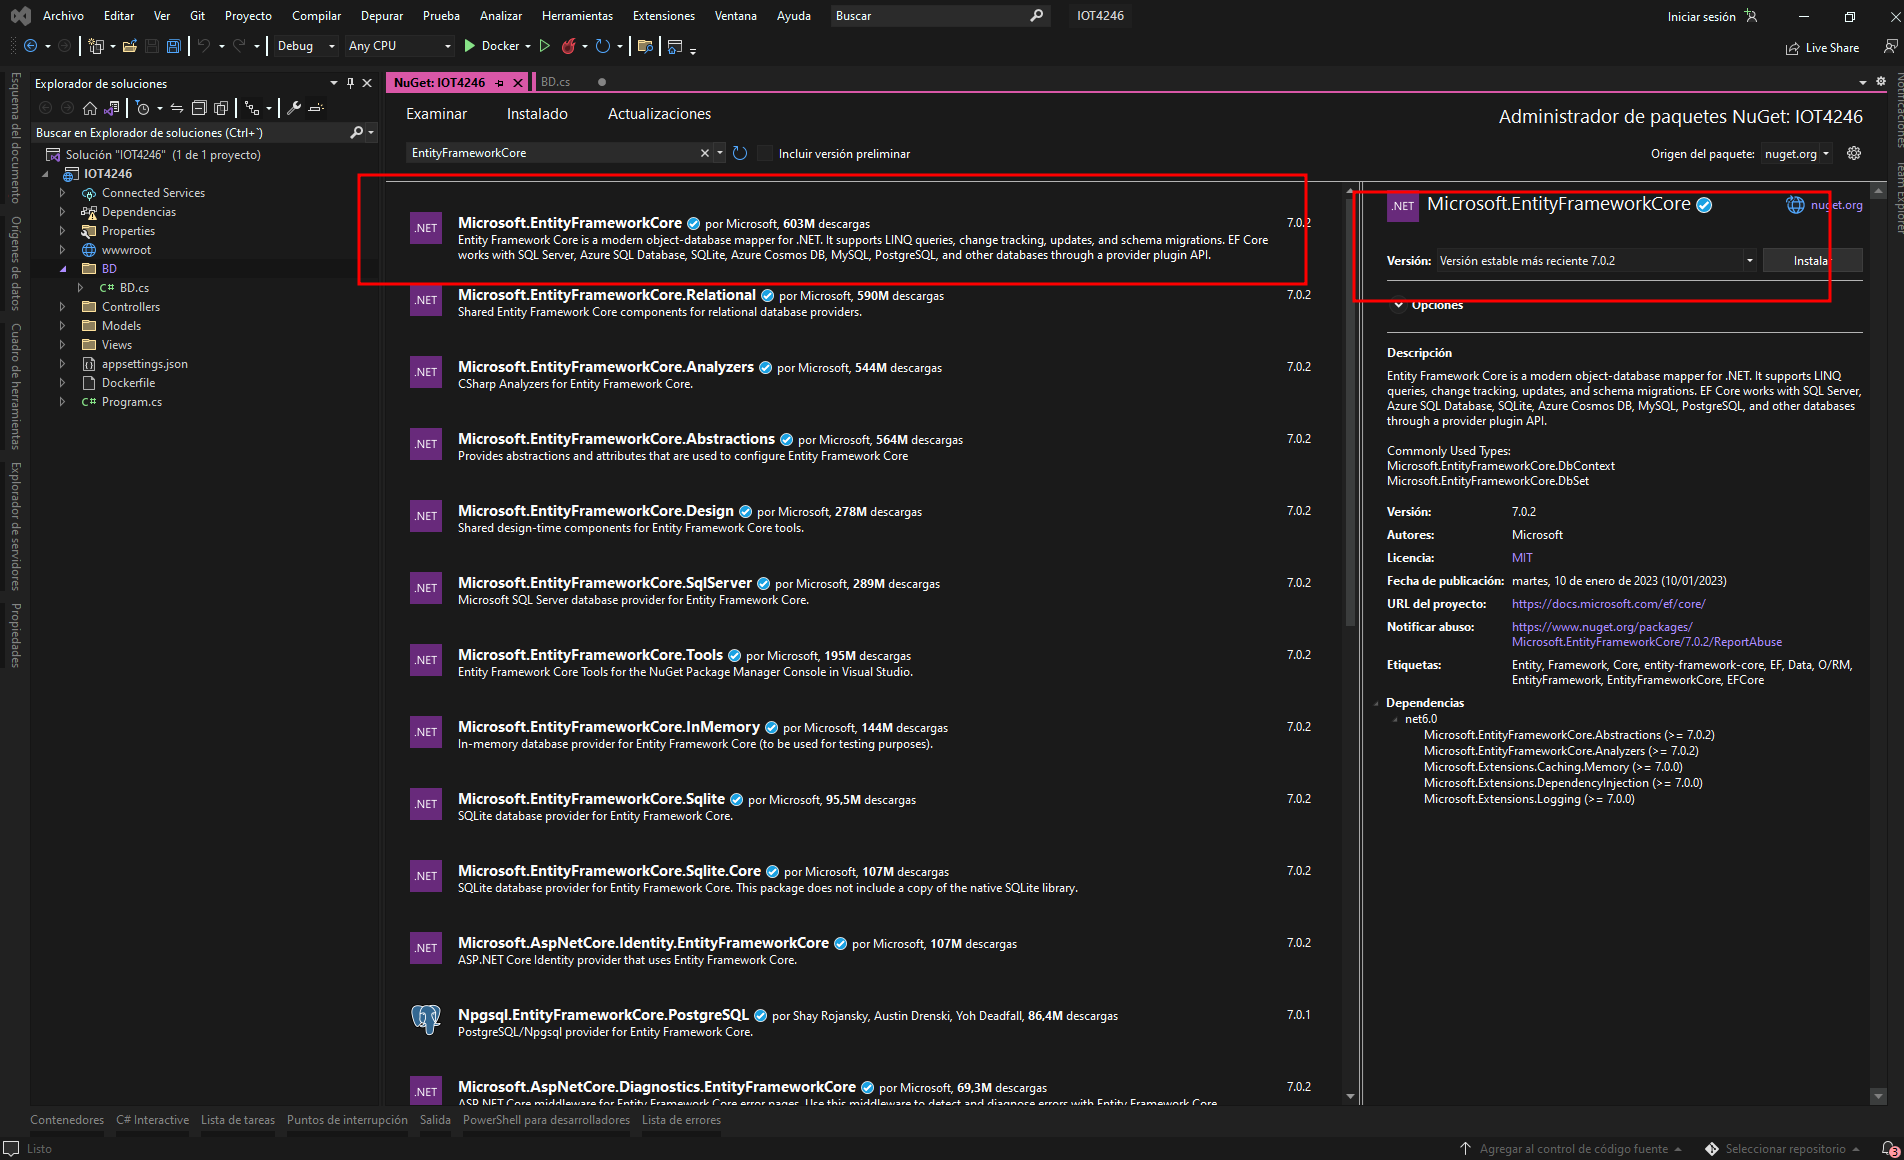 Archivo Editar Ver Git Proyecto Compilar Depurar Prueba Analizar Herramientas Extensiones Ventana Ayuda Buscar IOT4246 Iniciar sesión
Debug Any CPU Docker Live Share
Esquema del documento
Orígenes de datos
Cuadro de herramientas
Explorador de servidores
Propiedades
Explorador de soluciones
Buscar en Explorador de soluciones (Ctrl+`)
Solución "IOT4246" (1 de 1 proyecto)
IOT4246
Connected Services
Dependencias
Properties
wwwroot
BD
C# BD.cs
Controllers
Models
Views
appsettings.json
Dockerfile
C# Program.cs
NuGet: IOT4246 BD.cs
Examinar Instalado Actualizaciones
Administrador de paquetes NuGet: IOT4246
EntityFrameworkCore Incluir versión preliminar
Origen del paquete: nuget.org
.NET Microsoft.EntityFrameworkCore por Microsoft, 603M descargas 7.0.2
Entity Framework Core is a modern object-database mapper for .NET. It supports LINQ queries, change tracking, updates, and schema migrations. EF Core
works with SQL Server, Azure SQL Database, SQLite, Azure Cosmos DB, MySQL, PostgreSQL, and other databases through a provider plugin API.
.NET Microsoft.EntityFrameworkCore.Relational por Microsoft, 590M descargas 7.0.2
Shared Entity Framework Core components for relational database providers.
.NET Microsoft.EntityFrameworkCore.Analyzers por Microsoft, 544M descargas 7.0.2
CSharp Analyzers for Entity Framework Core.
.NET Microsoft.EntityFrameworkCore.Abstractions por Microsoft, 564M descargas 7.0.2
Provides abstractions and attributes that are used to configure Entity Framework Core
.NET Microsoft.EntityFrameworkCore.Design por Microsoft, 278M descargas 7.0.2
Shared design-time components for Entity Framework Core tools.
.NET Microsoft.EntityFrameworkCore.SqlServer por Microsoft, 289M descargas 7.0.2
Microsoft SQL Server database provider for Entity Framework Core.
.NET Microsoft.EntityFrameworkCore.Tools por Microsoft, 195M descargas 7.0.2
Entity Framework Core Tools for the NuGet Package Manager Console in Visual Studio.
.NET Microsoft.EntityFrameworkCore.InMemory por Microsoft, 144M descargas 7.0.2
In-memory database provider for Entity Framework Core (to be used for testing purposes).
.NET Microsoft.EntityFrameworkCore.Sqlite por Microsoft, 95,5M descargas 7.0.2
SQLite database provider for Entity Framework Core.
.NET Microsoft.EntityFrameworkCore.Sqlite.Core por Microsoft, 107M descargas 7.0.2
SQLite database provider for Entity Framework Core. This package does not include a copy of the native SQLite library.
.NET Microsoft.AspNetCore.Identity.EntityFrameworkCore por Microsoft, 107M descargas 7.0.2
ASP.NET Core Identity provider that uses Entity Framework Core.
Npgsql.EntityFrameworkCore.PostgreSQL por Shay Rojansky, Austin Drenski, Yoh Deadfall, 86,4M descargas 7.0.1
PostgreSQL/Npgsql provider for Entity Framework Core.
.NET Microsoft.AspNetCore.Diagnostics.EntityFrameworkCore por Microsoft, 69,3M descargas 7.0.2
ASP.NET Core middleware for Entity Framework Core error pages. Use this middleware to detect and diagnose errors with Entity Framework Core
.NET Microsoft.EntityFrameworkCore nuget.org
Versión: Versión estable más reciente 7.0.2 Instalar
Opciones
Descripción
Entity Framework Core is a modern object-database mapper for .NET. It supports LINQ
queries, change tracking, updates, and schema migrations. EF Core works with SQL Server,
Azure SQL Database, SQLite, Azure Cosmos DB, MySQL, PostgreSQL, and other databases
through a provider plugin API.
Commonly Used Types:
Microsoft.EntityFrameworkCore.DbContext
Microsoft.EntityFrameworkCore.DbSet
Versión: 7.0.2
Autores: Microsoft
Licencia: MIT
Fecha de publicación: martes, 10 de enero de 2023 (10/01/2023)
URL del proyecto: https://docs.microsoft.com/ef/core/
Notificar abuso: https://www.nuget.org/packages/
Microsoft.EntityFrameworkCore/7.0.2/ReportAbuse
Etiquetas: Entity, Framework, Core, entity-framework-core, EF, Data, O/RM,
EntityFramework, EntityFrameworkCore, EFCore
Dependencias
net6.0
Microsoft.EntityFrameworkCore.Abstractions (>= 7.0.2)
Microsoft.EntityFrameworkCore.Analyzers (>= 7.0.2)
Microsoft.Extensions.Caching.Memory (>= 7.0.0)
Microsoft.Extensions.DependencyInjection (>= 7.0.0)
Microsoft.Extensions.Logging (>= 7.0.0)
Notificaciones
Team Explorer
Contenedores C# Interactive Lista de tareas Puntos de interrupción Salida PowerShell para desarrolladores Lista de errores
Listo Agregar al control de código fuente Seleccionar repositorio 3